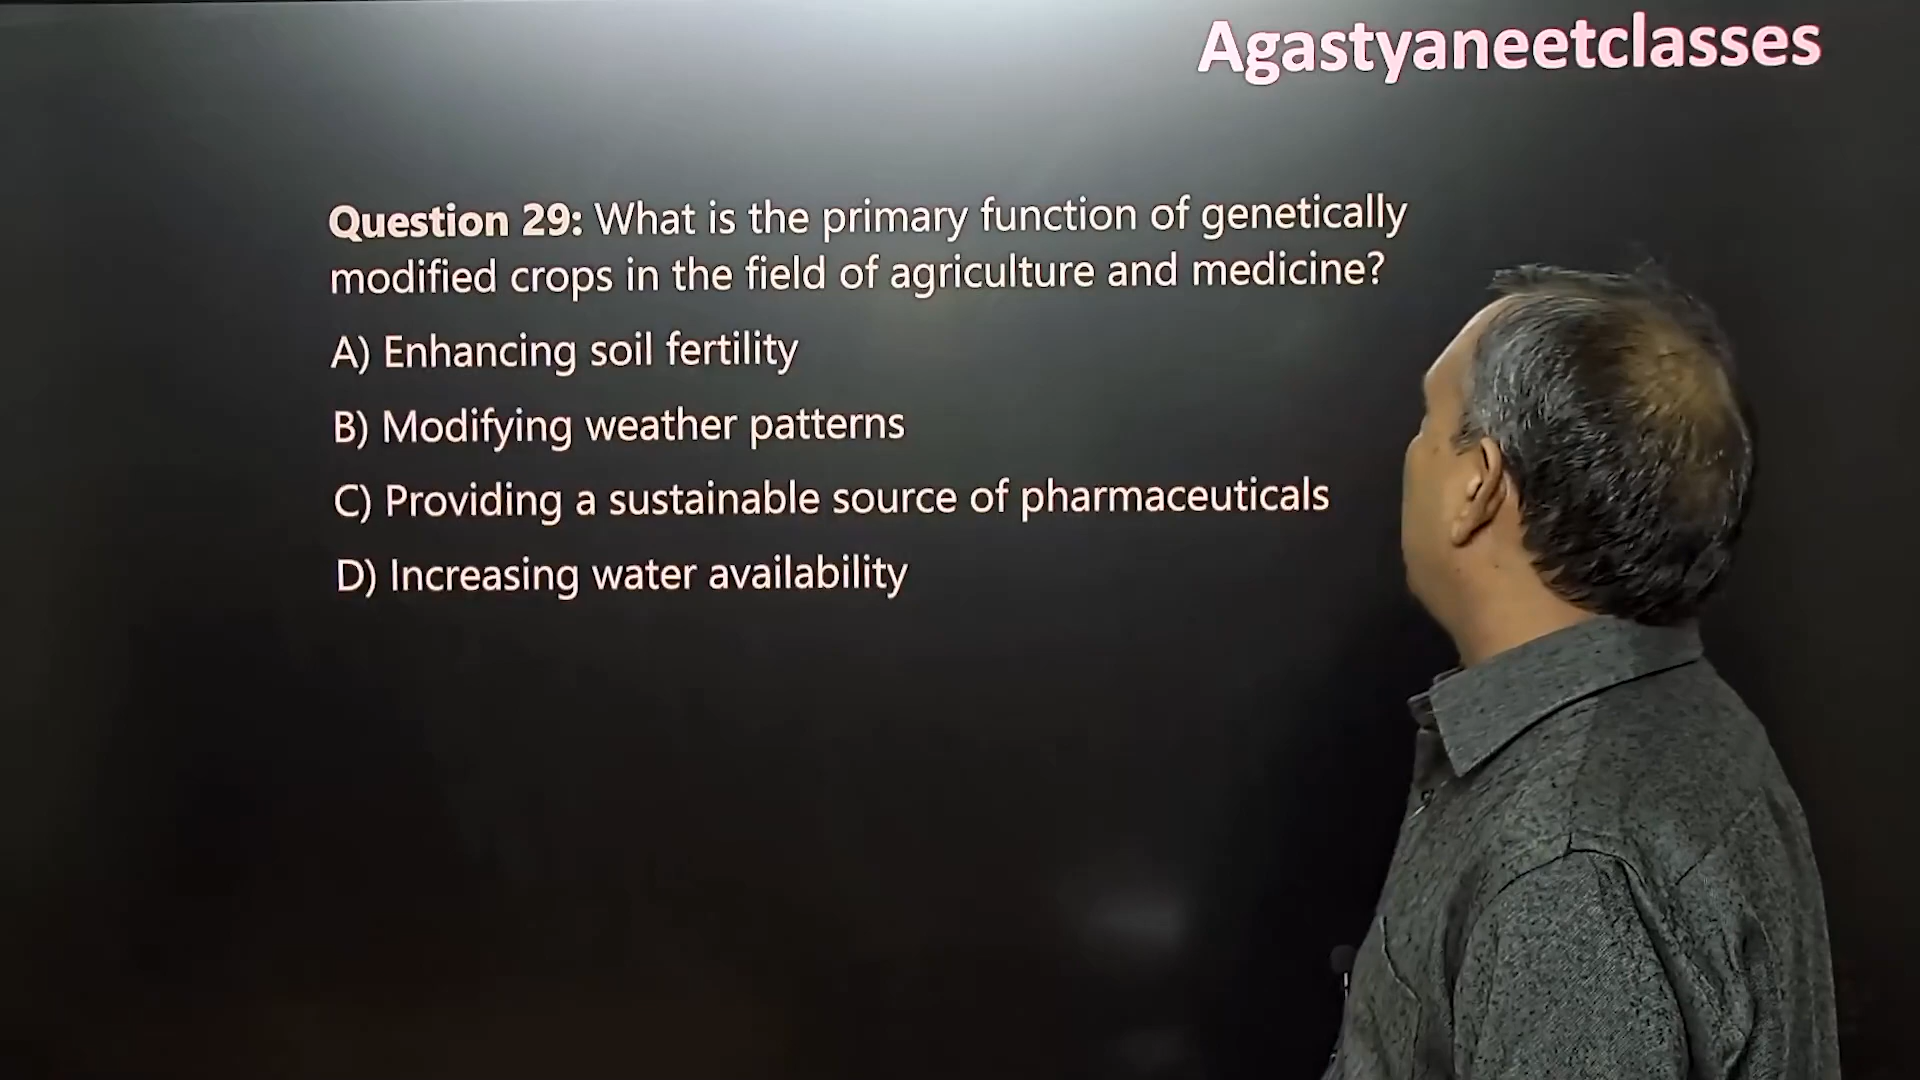 Agastyaneetclasses
Question 29: What is the primary function of genetically
modified crops in the field of agriculture and medicine?
A) Enhancing soil fertility
B) Modifying weather patterns
C) Providing a sustainable source of pharmaceuticals
D) Increasing water availability